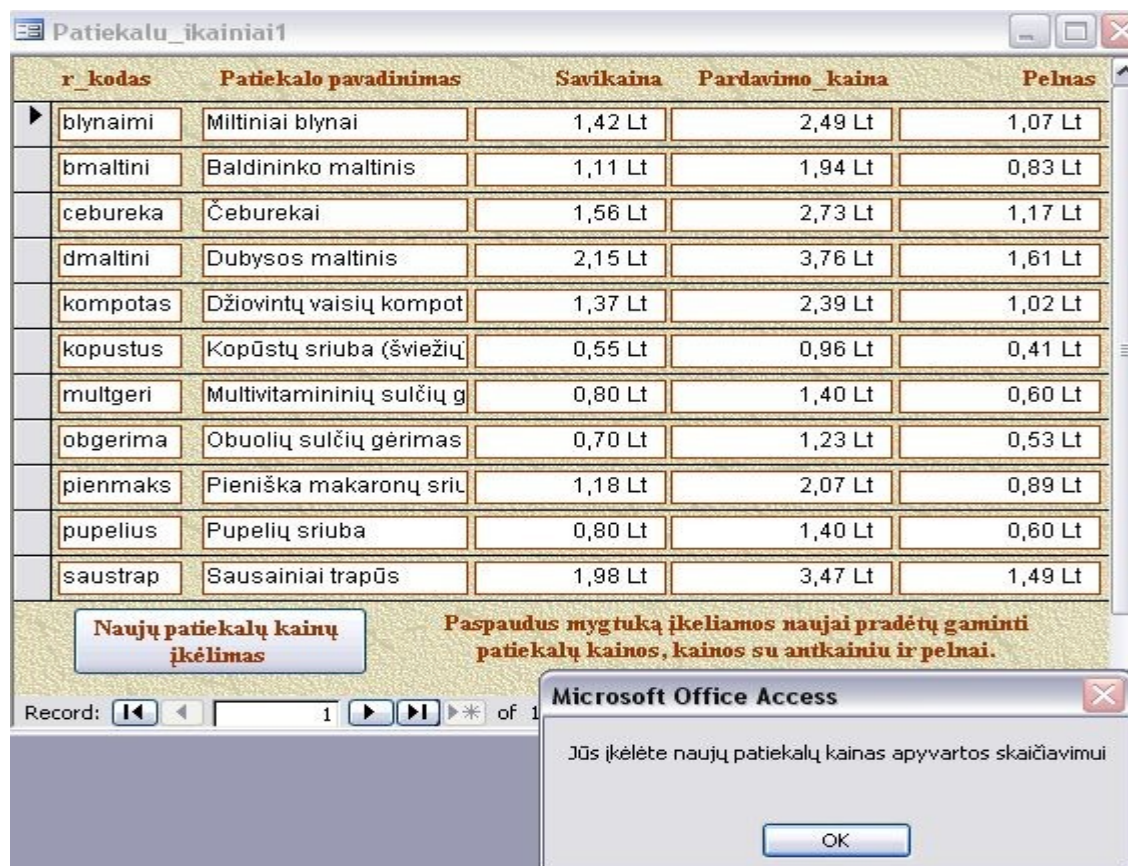 Patiekalu_ikainiai1
r_kodas Patiekalo pavadinimas Savikaina Pardavimo_kaina Pelnas
blynaimi Miltiniai blynai 1,42 Lt 2,49 Lt 1,07 Lt
bmaltini Baldininko maltinis 1,11 Lt 1,94 Lt 0,83 Lt
cebureka Čeburekai 1,56 Lt 2,73 Lt 1,17 Lt
dmaltini Dubysos maltinis 2,15 Lt 3,76 Lt 1,61 Lt
kompotas Džiovintų vaisių kompot 1,37 Lt 2,39 Lt 1,02 Lt
kopustus Kopūstų sriuba (šviežių 0,55 Lt 0,96 Lt 0,41 Lt
multgeri Multivitamininių sulčių g 0,80 Lt 1,40 Lt 0,60 Lt
obgerima Obuolių sulčių gėrimas 0,70 Lt 1,23 Lt 0,53 Lt
pienmaks Pieniška makaronų sriu 1,18 Lt 2,07 Lt 0,89 Lt
pupelius Pupelių sriuba 0,80 Lt 1,40 Lt 0,60 Lt
saustrap Sausainiai trapūs 1,98 Lt 3,47 Lt 1,49 Lt
Naujų patiekalų kainų
įkėlimas
Paspaudus mygtuką įkeliamos naujai pradėtų gaminti
patiekalų kainos, kainos su antkainiu ir pelnai.
Record: 1 of 1
Microsoft Office Access
Jūs įkėlėte naujų patiekalų kainas apyvartos skaičiavimui
OK